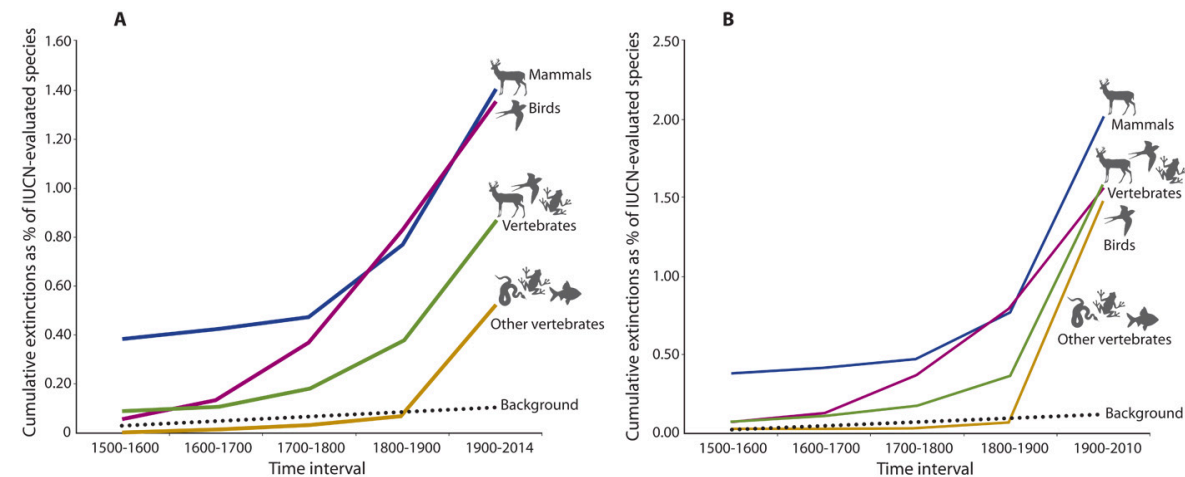 A
Cumulative extinctions as % of IUCN-evaluated species
1.60
1.40
1.20
1.00
0.80
0.60
0.40
0.20
0
Mammals
Birds
Vertebrates
Other vertebrates
Background
1500-1600
1600-1700
1700-1800
1800-1900
1900-2014
Time interval
B
Cumulative extinctions as % of IUCN-evaluated species
2.50
2.00
1.50
1.00
0.50
0.00
Mammals
Vertebrates
Birds
Other vertebrates
Background
1500-1600
1600-1700
1700-1800
1800-1900
1900-2010
Time interval